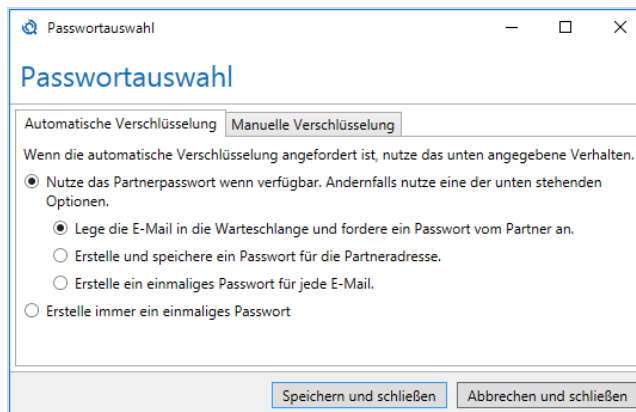 Passwortauswahl
Passwortauswahl
Automatische Verschlüsselung Manuelle Verschlüsselung
Wenn die automatische Verschlüsselung angefordert ist, nutze das unten angegebene Verhalten.
Nutze das Partnerpasswort wenn verfügbar. Andernfalls nutze eine der unten stehenden
Optionen.
Lege die E-Mail in die Warteschlange und fordere ein Passwort vom Partner an.
Erstelle und speichere ein Passwort für die Partneradresse.
Erstelle ein einmaliges Passwort für jede E-Mail.
Erstelle immer ein einmaliges Passwort
Speichern und schließen Abbrechen und schließen